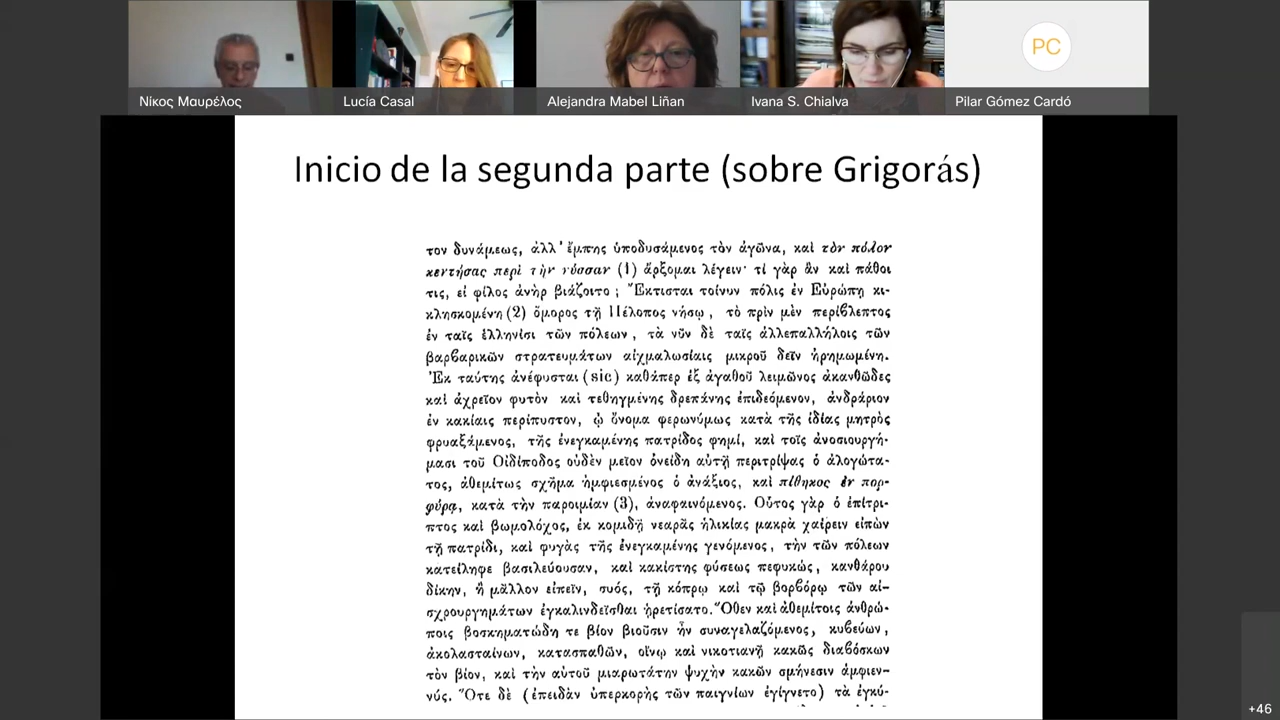 Νίκος Μαυρέλος
Lucía Casal
Alejandra Mabel Liñan
Ivana S. Chialva
PC
Pilar Gómez Cardó
Inicio de la segunda parte (sobre Grigorás)
τον δυνάμεως, ἀλλ' ἔμπης ὑποδυσάμενος τὸν ἀγῶνα, καὶ τὸν πόλον
κεντήσας περὶ τὴν νύσσαν (1) ἄρξομαι λέγειν· τί γὰρ ἂν καὶ πάθοι
τις, εἰ φίλος ἀνὴρ βιάζοιτο ; Ἔκτισται τοίνυν πόλις ἐν Εὐρώπῃ κι-
κλησκομένη (2) ὅμορος τῇ Πέλοπος νήσῳ, τὸ πρὶν μὲν περίβλεπτος
ἐν ταῖς ἑλληνίσι τῶν πόλεων, τὰ νῦν δὲ ταῖς ἀλλεπαλλήλοις τῶν
βαρβαρικῶν στρατευμάτων αἰχμαλωσίαις μικροῦ δεῖν ἠρημωμένη.
Ἐκ ταύτης ἀνέφυσται (sic) καθάπερ ἐξ ἀγαθοῦ λειμῶνος ἀκανθῶδες
καὶ ἀχρεῖον φυτὸν καὶ τεθηγμένης δρεπάνης ἐπιδεόμενον, ἀνδράριον
ἐν κακίαις περίπυστον, ᾧ ὄνομα φερωνύμως κατὰ τῆς ἰδίας μητρὸς
φρυαξάμενος, τῆς ἐνεγκαμένης πατρίδος φημί, καὶ τοῖς ἀνοσιουργή-
μασι τοῦ Οἰδίποδος οὐδὲν μεῖον ὀνείδη αὐτῇ περιτρίψας ὁ ἀλογώτα-
τος, ἀθεμίτως σχῆμα ἠμφιεσμένος ὁ ἀνάξιος, καὶ πίθηκος ἐν πορ-
φύρᾳ, κατὰ τὴν παροιμίαν (3), ἀναφαινόμενος. Οὗτος γὰρ ὁ ἐπίτρι-
πτος καὶ βωμολόχος, ἐκ κομιδῇ νεαρᾶς ἡλικίας μακρὰ χαίρειν εἰπὼν
τῇ πατρίδι, καὶ φυγὰς τῆς ἐνεγκαμένης γενόμενος, τὴν τῶν πόλεων
κατείληφε βασιλεύουσαν, καὶ κακίστης φύσεως πεφυκώς, κανθάρου
δίκην, ἢ μᾶλλον εἰπεῖν, συός, τῇ κόπρῳ καὶ τῷ βορβόρῳ τῶν αἰ-
σχρουργημάτων ἐγκαλινδεῖσθαι ᾑρετίσατο. Ὅθεν καὶ ἀθεμίτοις ἀνθρώ-
ποις βοσκηματώδη τε βίον βιοῦσιν ἦν συναγελαζόμενος, κυβεύων,
ἀκολασταίνων, κατασπαθῶν, οἴνῳ καὶ νικοτιανῇ κακῶς διαβόσκων
τὸν βίον, καὶ τὴν αὑτοῦ μιαρωτάτην ψυχὴν κακῶν σμήνεσιν ἀμφιεν-
νύς. Ὅτε δὲ (ἐπειδὰν ὑπερκορὴς τῶν παιγνίων ἐγίγνετο) τὰ ἐγκύ-
+46